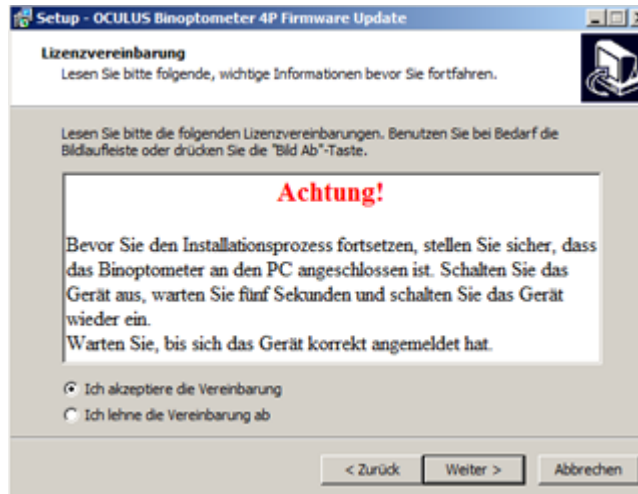 Setup - OCULUS Binoptometer 4P Firmware Update
Lizenzvereinbarung
Lesen Sie bitte folgende, wichtige Informationen bevor Sie fortfahren.
Lesen Sie bitte die folgenden Lizenzvereinbarungen. Benutzen Sie bei Bedarf die
Bildlaufleiste oder drücken Sie die "Bild Ab"-Taste.
Achtung!
Bevor Sie den Installationsprozess fortsetzen, stellen Sie sicher, dass
das Binoptometer an den PC angeschlossen ist. Schalten Sie das
Gerät aus, warten Sie fünf Sekunden und schalten Sie das Gerät
wieder ein.
Warten Sie, bis sich das Gerät korrekt angemeldet hat.
Ich akzeptiere die Vereinbarung
Ich lehne die Vereinbarung ab
< Zurück Weiter > Abbrechen